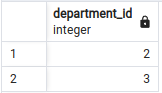 department_id
integer
1 2
2 3